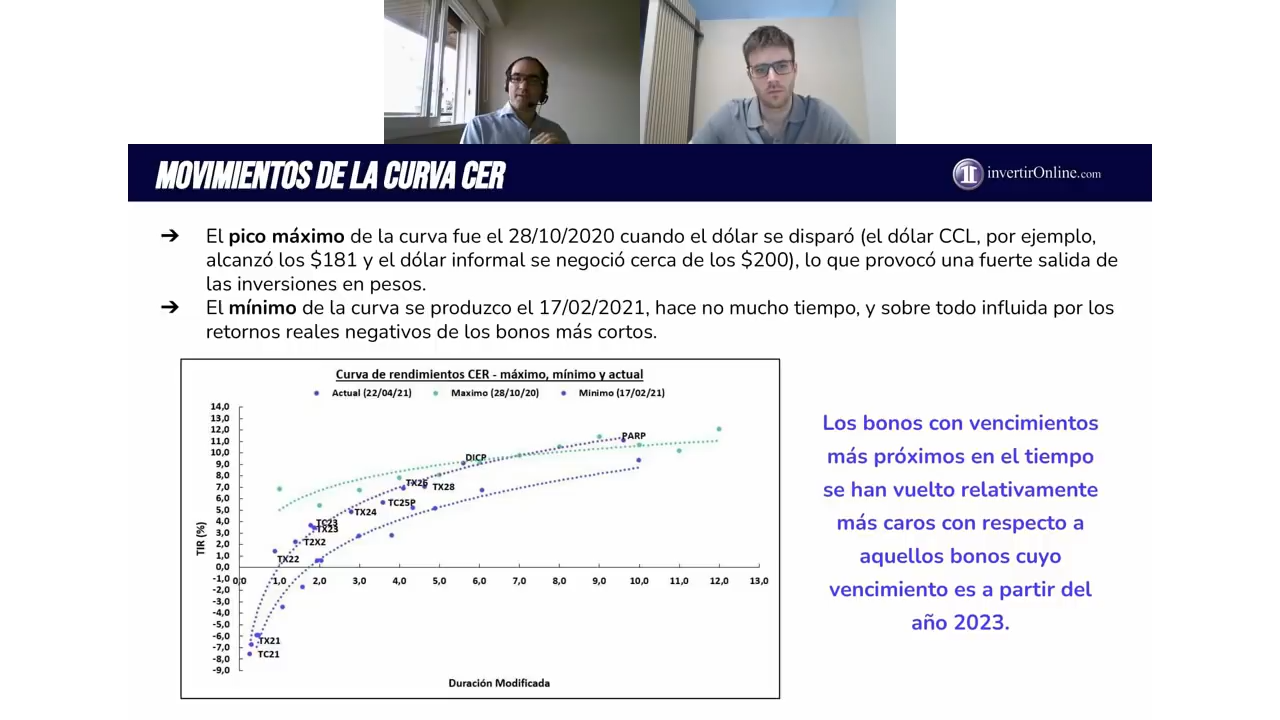 MOVIMIENTOS DE LA CURVA CER
invertirOnline.com
➔ El pico máximo de la curva fue el 28/10/2020 cuando el dólar se disparó (el dólar CCL, por ejemplo,
alcanzó los $181 y el dólar informal se negoció cerca de los $200), lo que provocó una fuerte salida de
las inversiones en pesos.
➔ El mínimo de la curva se produzco el 17/02/2021, hace no mucho tiempo, y sobre todo influida por los
retornos reales negativos de los bonos más cortos.
Curva de rendimientos CER - máximo, mínimo y actual
Actual (22/04/21) Maximo (28/10/20) Minimo (17/02/21)
14,0
13,0
12,0
11,0
10,0
9,0
8,0
7,0
6,0
5,0
4,0
3,0
2,0
1,0
0,0
-1,0
-2,0
-3,0
-4,0
-5,0
-6,0
-7,0
-8,0
-9,0
TIR (%)
PARP
DICP
TX26
TX28
TC25P
TX24
TC23
TX23
T2X2
TX22
TX21
TC21
0,0 1,0 2,0 3,0 4,0 5,0 6,0 7,0 8,0 9,0 10,0 11,0 12,0 13,0
Duración Modificada
Los bonos con vencimientos
más próximos en el tiempo
se han vuelto relativamente
más caros con respecto a
aquellos bonos cuyo
vencimiento es a partir del
año 2023.